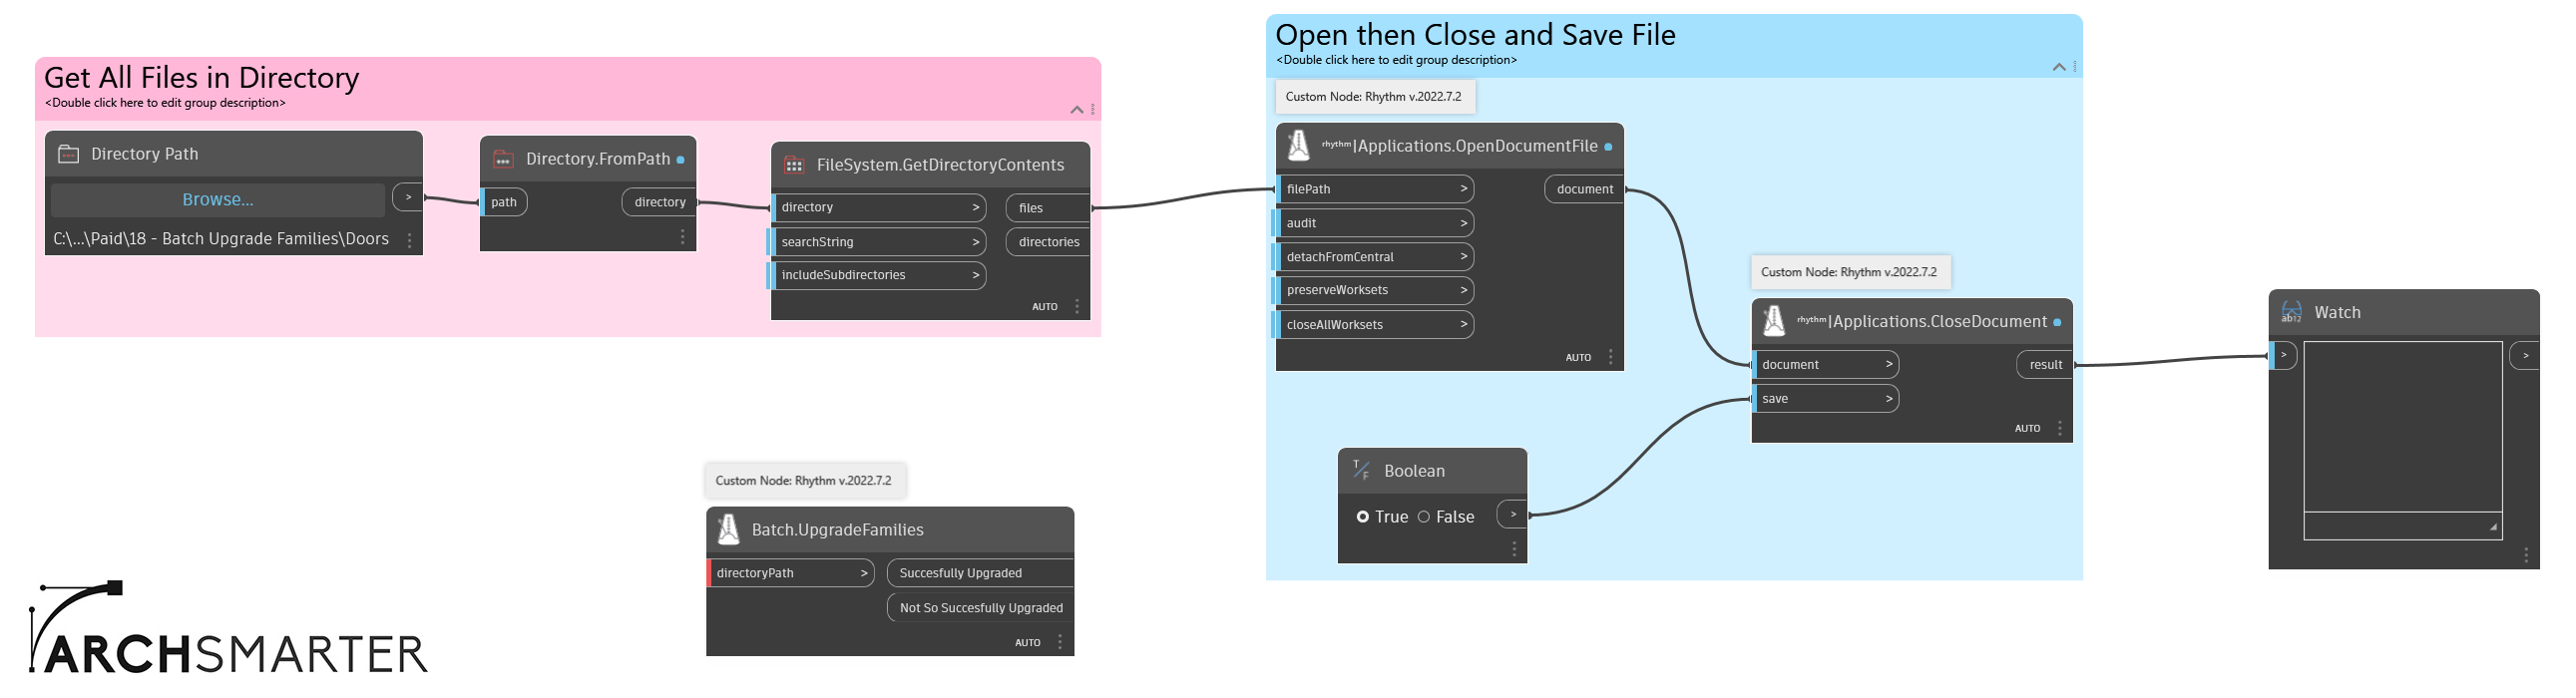 Get All Files in Directory
<Double click here to edit group description>
Directory Path
Browse...
>
C:\...\Paid\18 - Batch Upgrade Families\Doors
Directory.FromPath
path
directory
FileSystem.GetDirectoryContents
directory >
files
searchString >
directories
includeSubdirectories >
AUTO
Open then Close and Save File
<Double click here to edit group description>
Custom Node: Rhythm v.2022.7.2
rhythm|Applications.OpenDocumentFile
filePath >
document
audit >
detachFromCentral >
preserveWorksets >
closeAllWorksets >
AUTO
Custom Node: Rhythm v.2022.7.2
rhythm|Applications.CloseDocument
document >
result
save >
AUTO
T/F Boolean
True False >
ab12 Watch
> >
Custom Node: Rhythm v.2022.7.2
Batch.UpgradeFamilies
directoryPath >
Succesfully Upgraded
Not So Succesfully Upgraded
AUTO
ARCHSMARTER